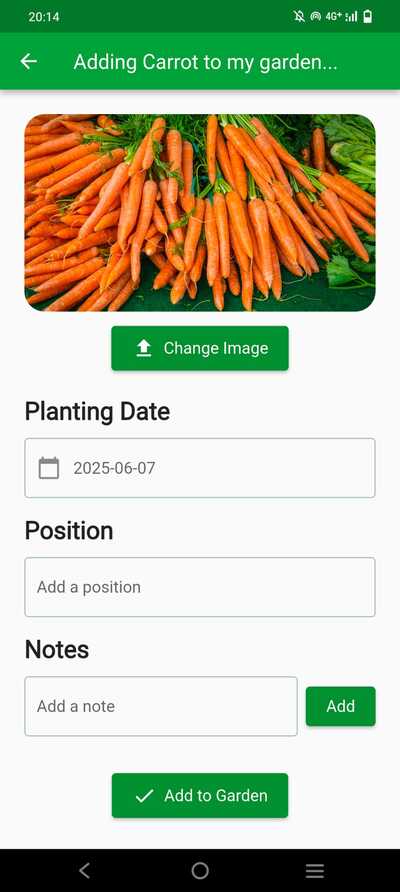 20:14
4G+
Adding Carrot to my garden...
Change Image
Planting Date
2025-06-07
Position
Add a position
Notes
Add a note
Add
Add to Garden